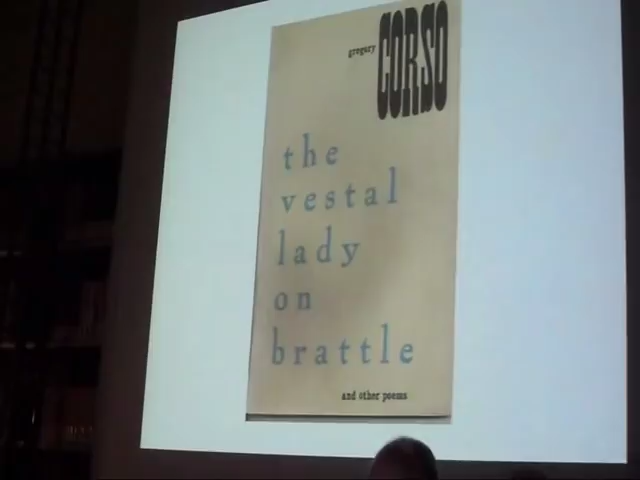 gregory CORSO
the
vestal
lady
on
brattle
and other poems